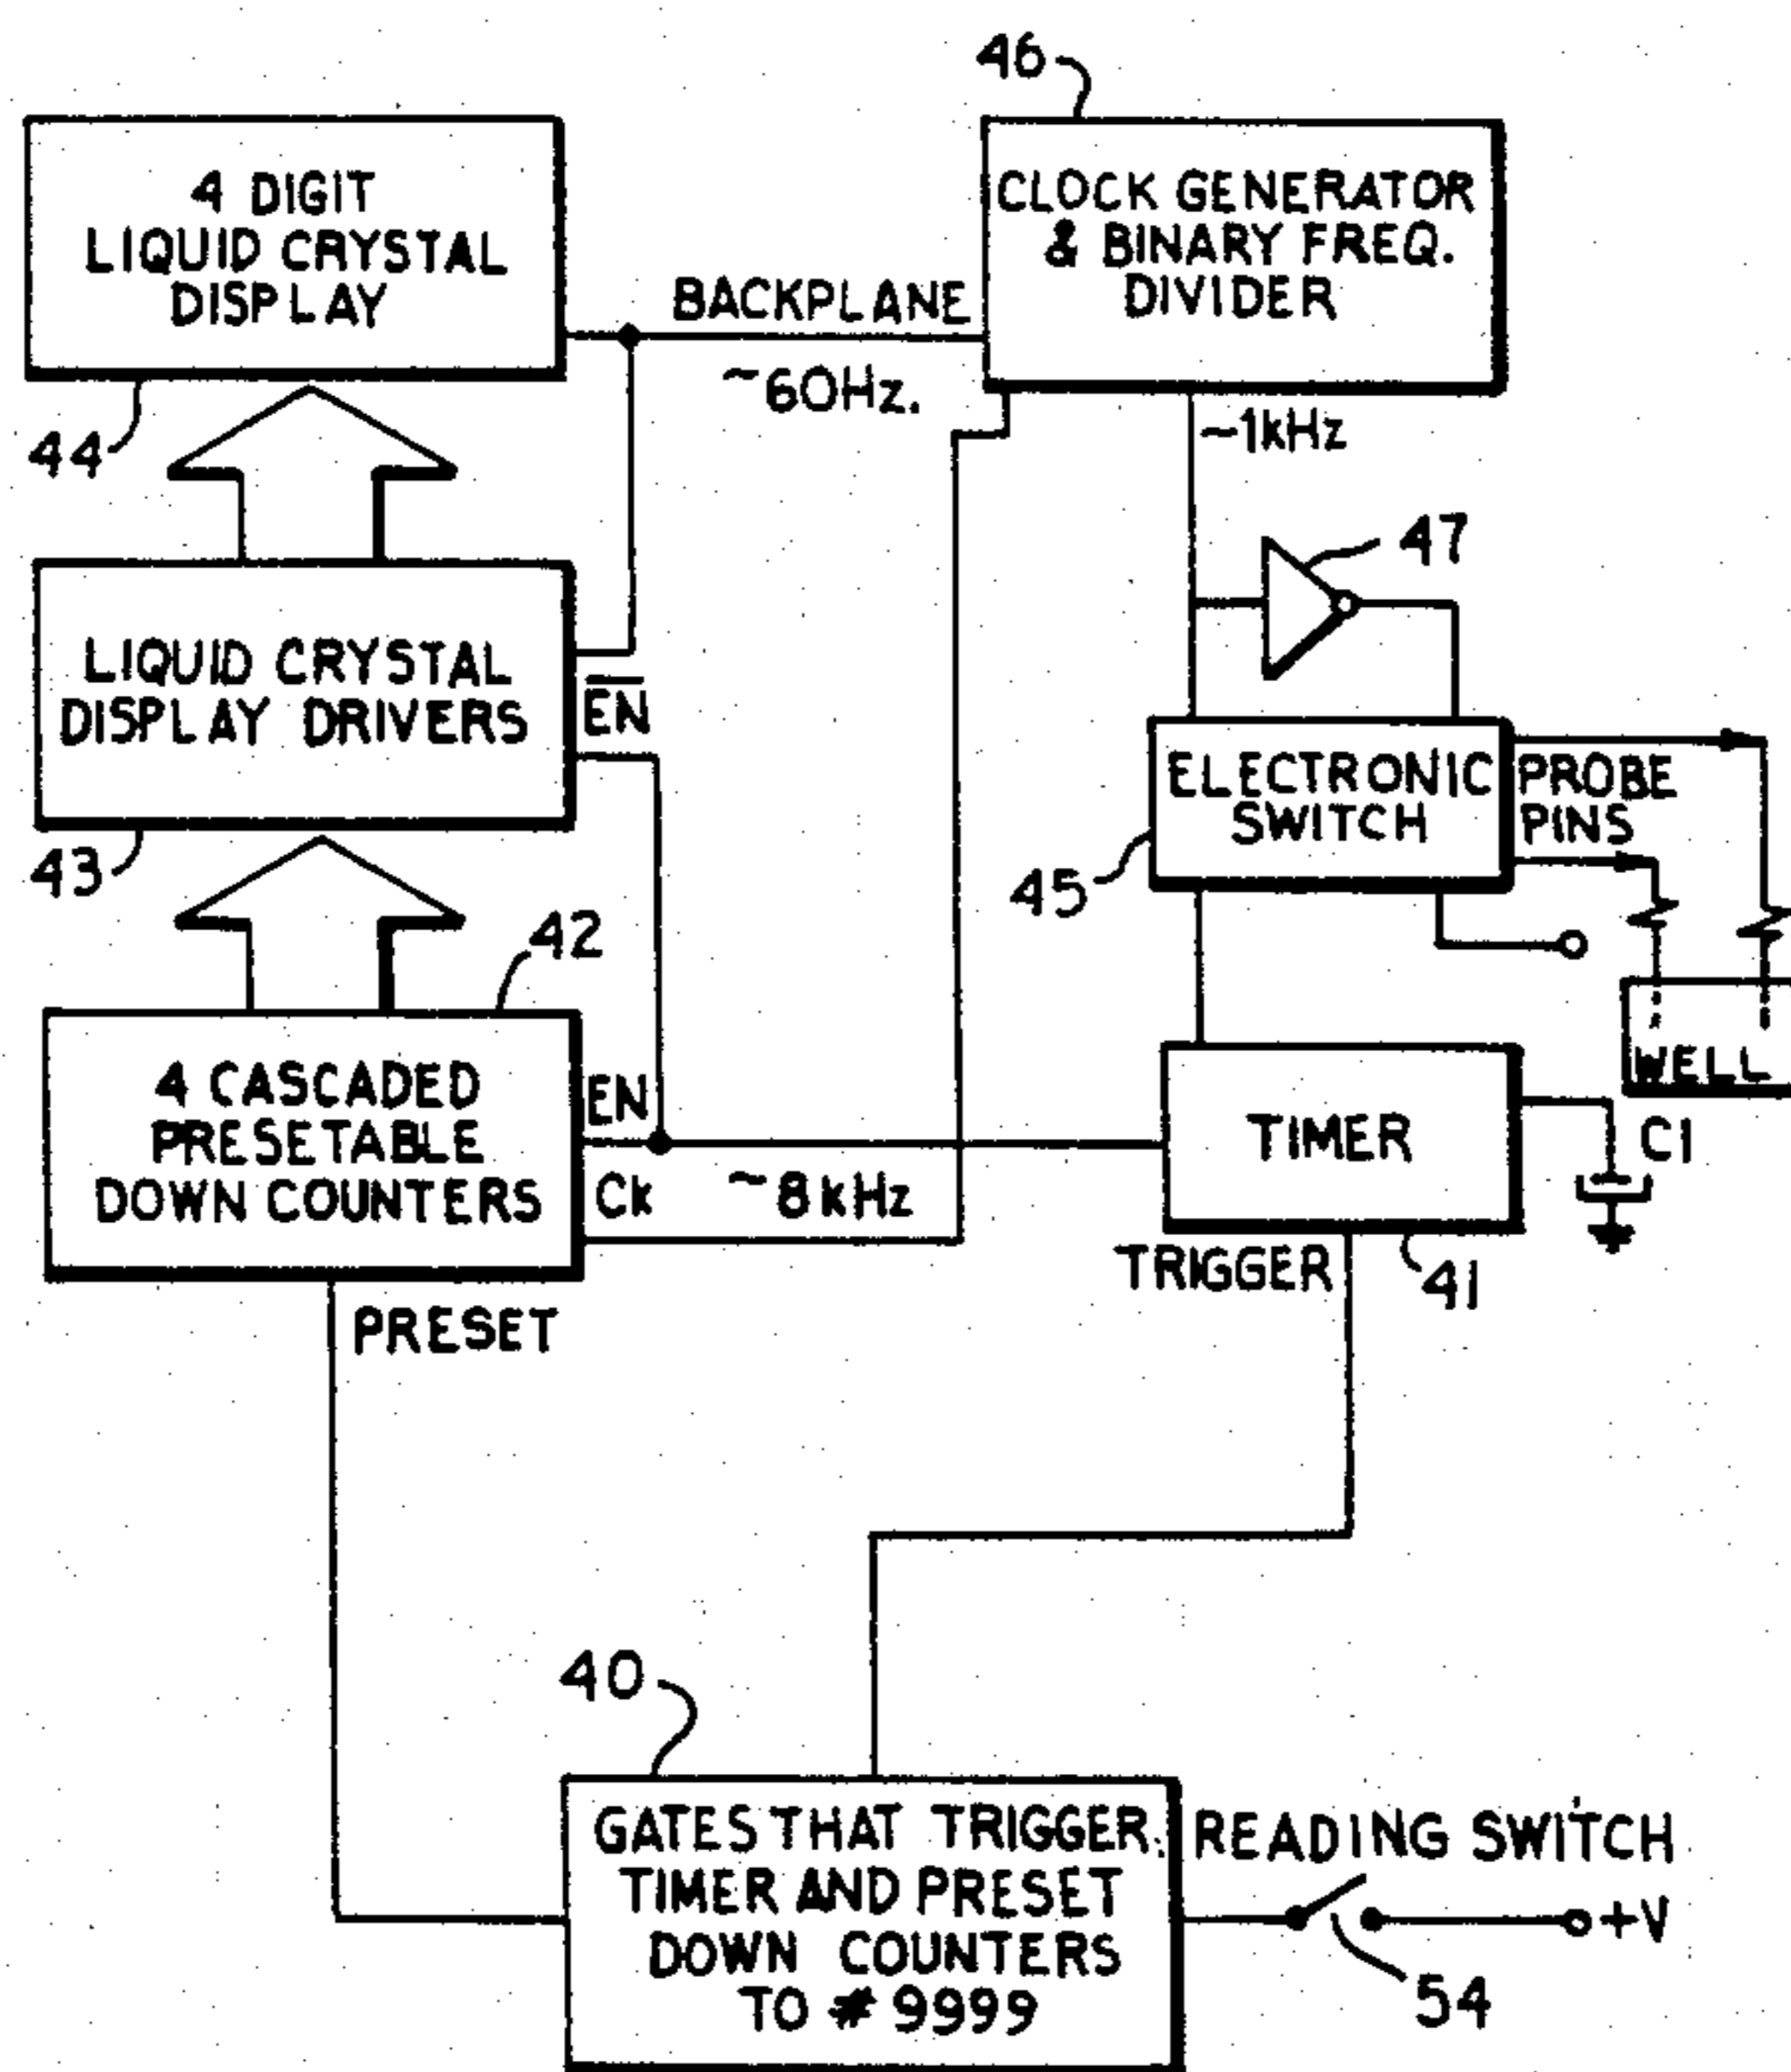 46
4 DIGIT
LIQUID CRYSTAL
DISPLAY
CLOCK GENERATOR
& BINARY FREQ.
DIVIDER
BACKPLANE
~60Hz.
44
~1kHz
47
LIQUID CRYSTAL
DISPLAY DRIVERS
EN
ELECTRONIC
SWITCH
PROBE
PINS
43
45
42
WELL
4 CASCADED
PRESETABLE
DOWN COUNTERS
EN
Ck
~8kHz
TIMER
C1
TRIGGER
41
PRESET
40
GATES THAT TRIGGER
TIMER AND PRESET
DOWN COUNTERS
TO # 9999
READING SWITCH
+V
54